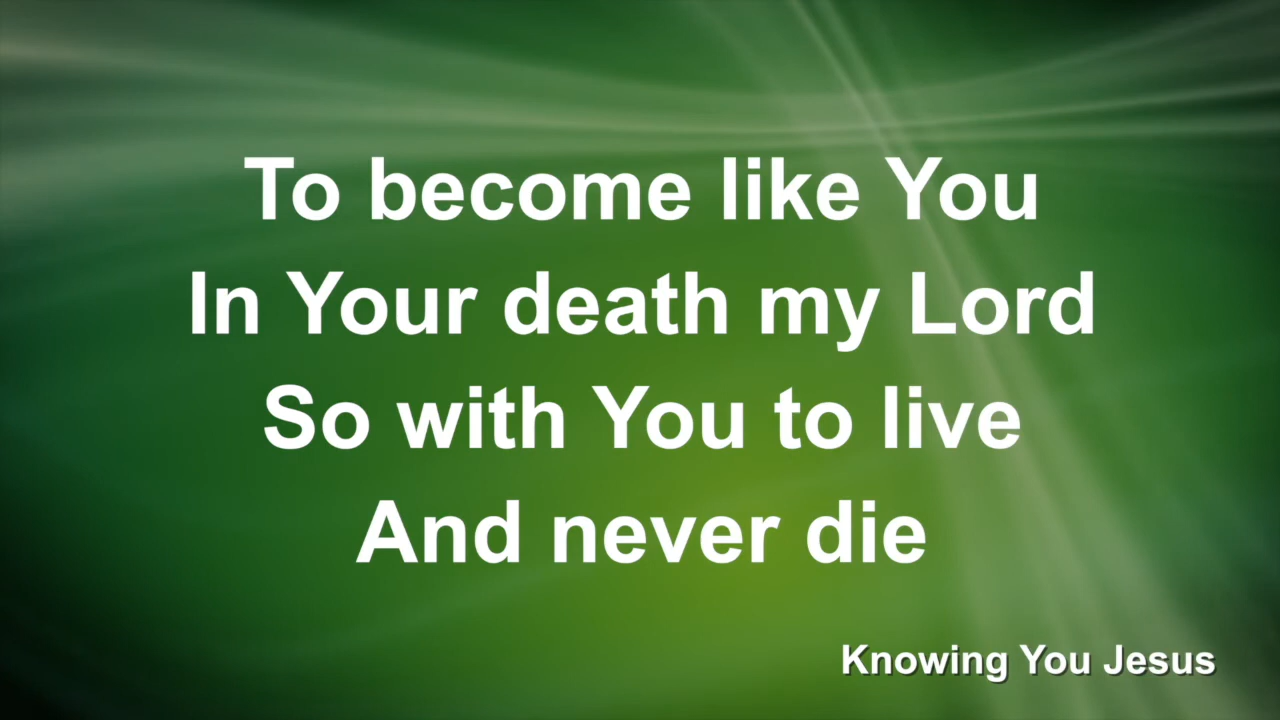 To become like You
In Your death my Lord
So with You to live
And never die
Knowing You Jesus